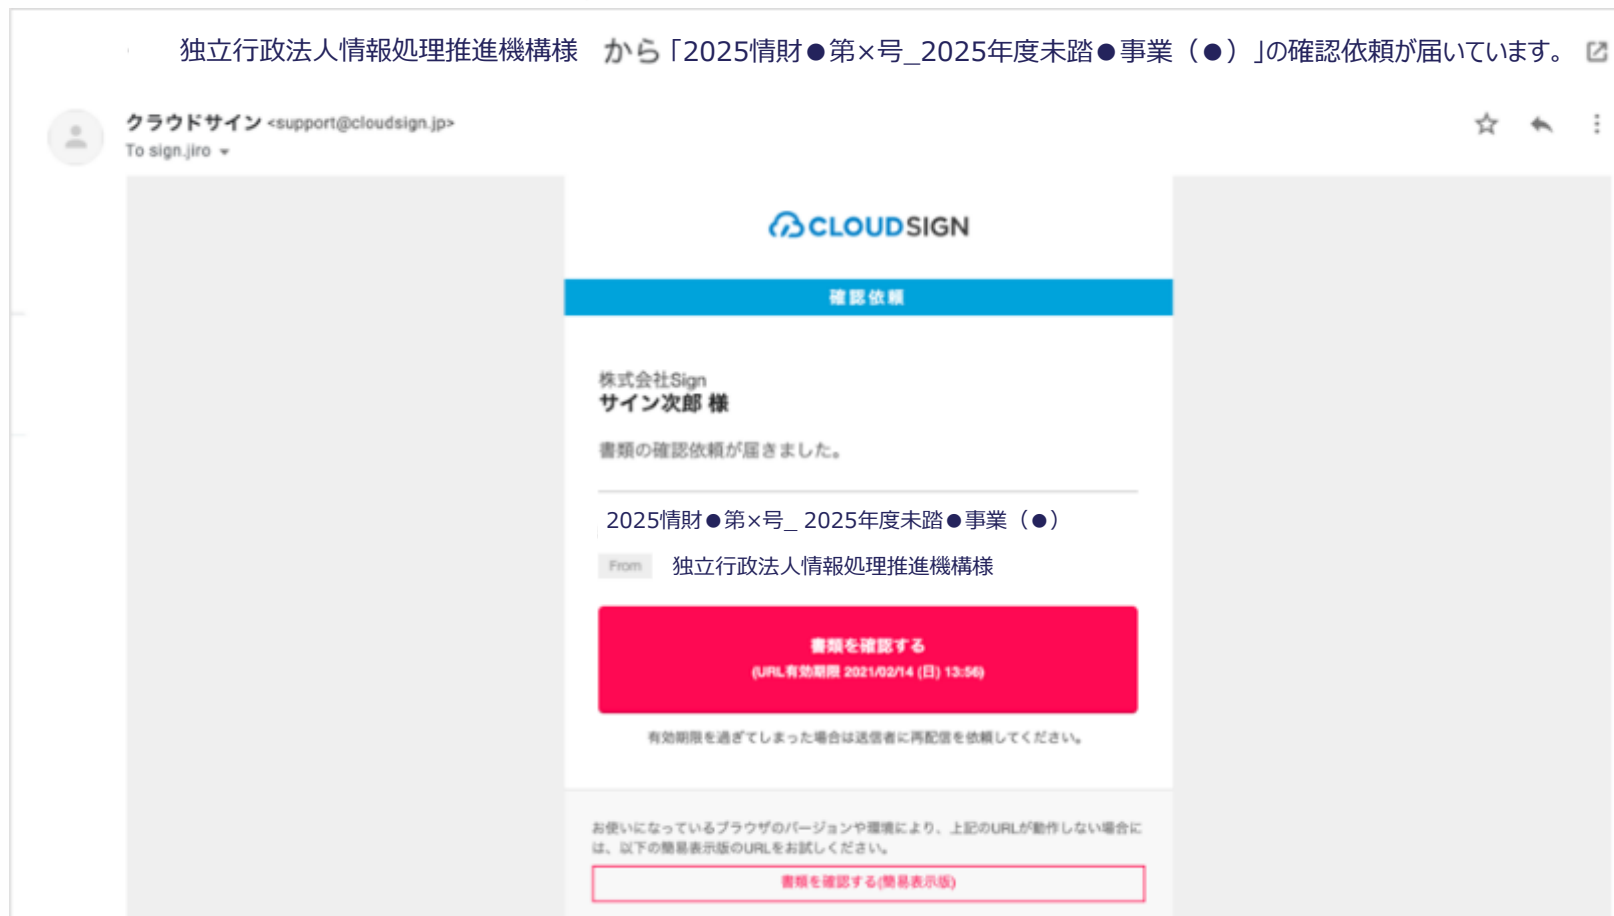 独立行政法人情報処理推進機構様 から「2025情財●第×号_2025年度未踏●事業（●）」の確認依頼が届いています。
クラウドサイン <support@cloudsign.jp>
To sign.jiro
CLOUDSIGN
確認依頼
株式会社Sign
サイン次郎 様
書類の確認依頼が届きました。
2025情財●第×号_ 2025年度未踏●事業（●）
From 独立行政法人情報処理推進機構様
書類を確認する
(URL有効期限 2021/02/14 (日) 13:56)
有効期限を過ぎてしまった場合は送信者に再配信を依頼してください。
お使いになっているブラウザのバージョンや環境により、上記のURLが動作しない場合に
は、以下の簡易表示版のURLをお試しください。
書類を確認する(簡易表示版)